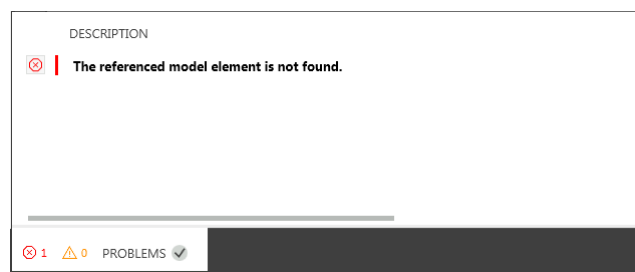 DESCRIPTION
The referenced model element is not found.
1 0 PROBLEMS